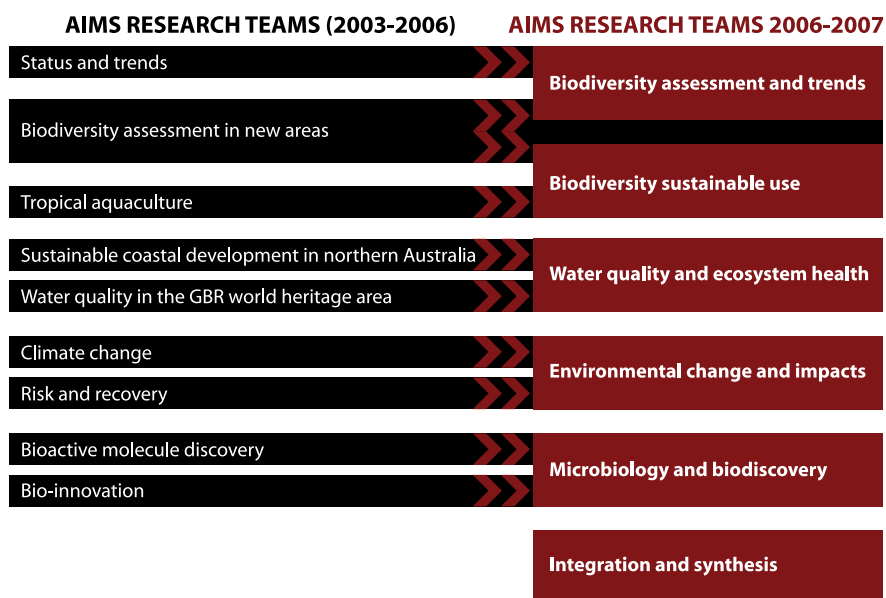 AIMS RESEARCH TEAMS (2003-2006)
AIMS RESEARCH TEAMS 2006-2007
Status and trends
Biodiversity assessment in new areas
Tropical aquaculture
Sustainable coastal development in northern Australia
Water quality in the GBR world heritage area
Climate change
Risk and recovery
Bioactive molecule discovery
Bio-innovation
Biodiversity assessment and trends
Biodiversity sustainable use
Water quality and ecosystem health
Environmental change and impacts
Microbiology and biodiscovery
Integration and synthesis